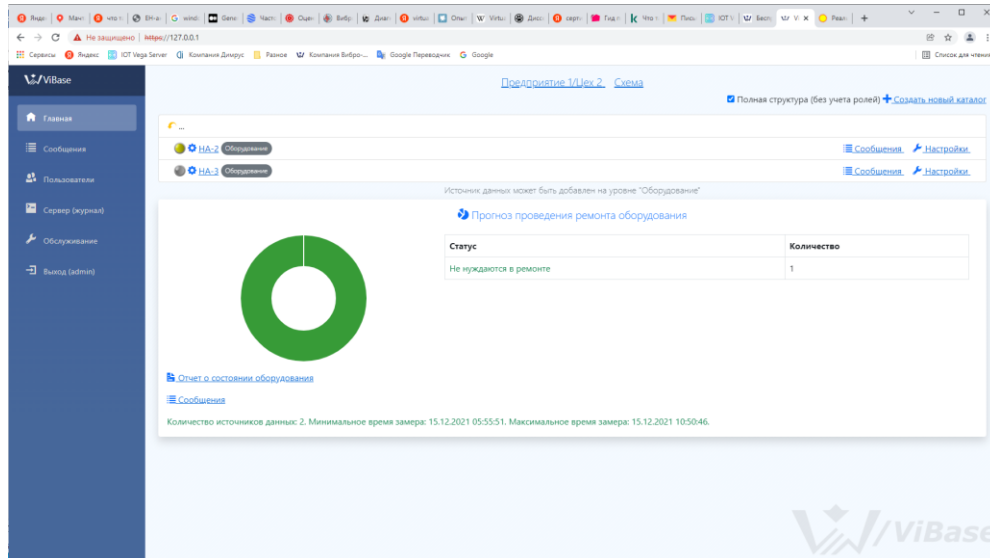 Не защищено https://127.0.0.1
Сервисы Яндекс IOT Vega Server Компания Димрус Разное Компания Вибро-... Google Переводчик G Google Список для чтения
ViBase
Предприятие 1/Цех 2 Схема
Полная структура (без учета ролей) Создать новый каталог
Главная
...
Сообщения
НА-2 Оборудование Сообщения Настройки
НА-3 Оборудование Сообщения Настройки
Пользователи
Источник данных может быть добавлен на уровне "Оборудование"
Сервер (журнал)
Прогноз проведения ремонта оборудования
Обслуживание
Статус Количество
Выход (admin)
Не нуждаются в ремонте 1
Отчет о состоянии оборудования
Сообщения
Количество источников данных: 2. Минимальное время замера: 15.12.2021 05:55:51. Максимальное время замера: 15.12.2021 10:50:46.
ViBase